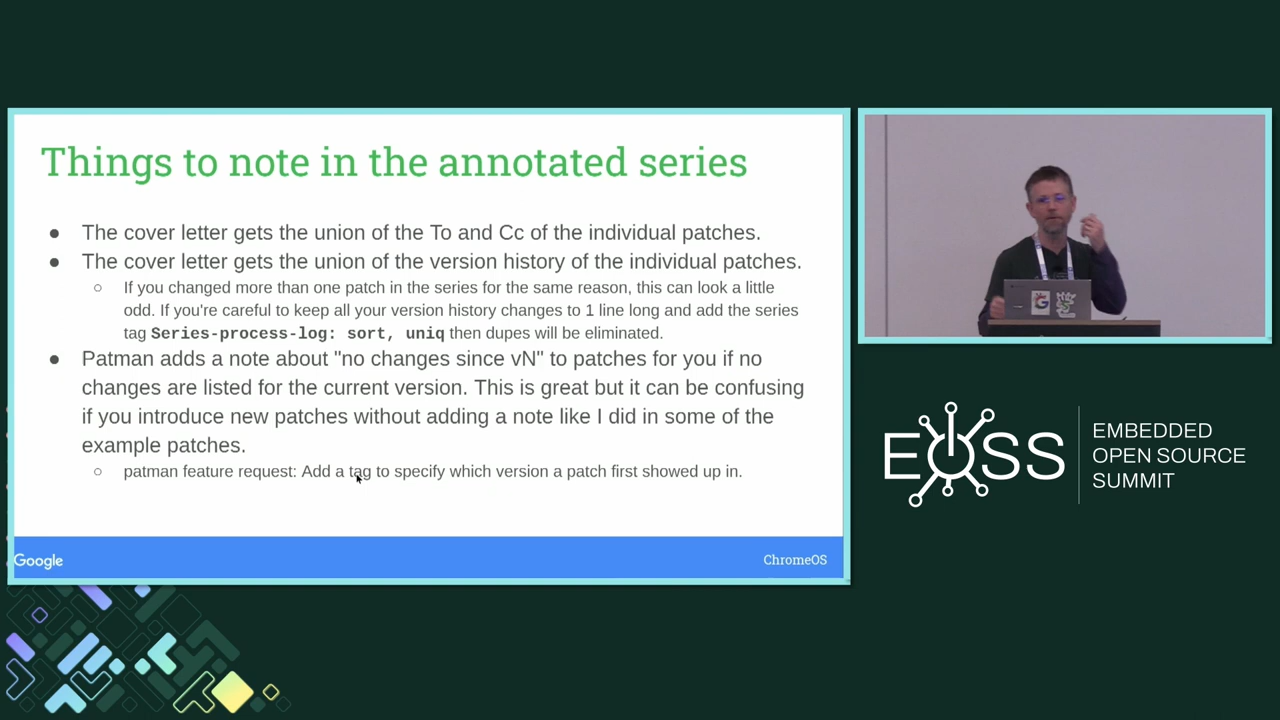 Things to note in the annotated series
● The cover letter gets the union of the To and Cc of the individual patches.
● The cover letter gets the union of the version history of the individual patches.
○ If you changed more than one patch in the series for the same reason, this can look a little
odd. If you're careful to keep all your version history changes to 1 line long and add the series
tag Series-process-log: sort, uniq then dupes will be eliminated.
● Patman adds a note about "no changes since vN" to patches for you if no
changes are listed for the current version. This is great but it can be confusing
if you introduce new patches without adding a note like I did in some of the
example patches.
○ patman feature request: Add a tag to specify which version a patch first showed up in.
Google
ChromeOS
EOSS
EMBEDDED
OPEN SOURCE
SUMMIT